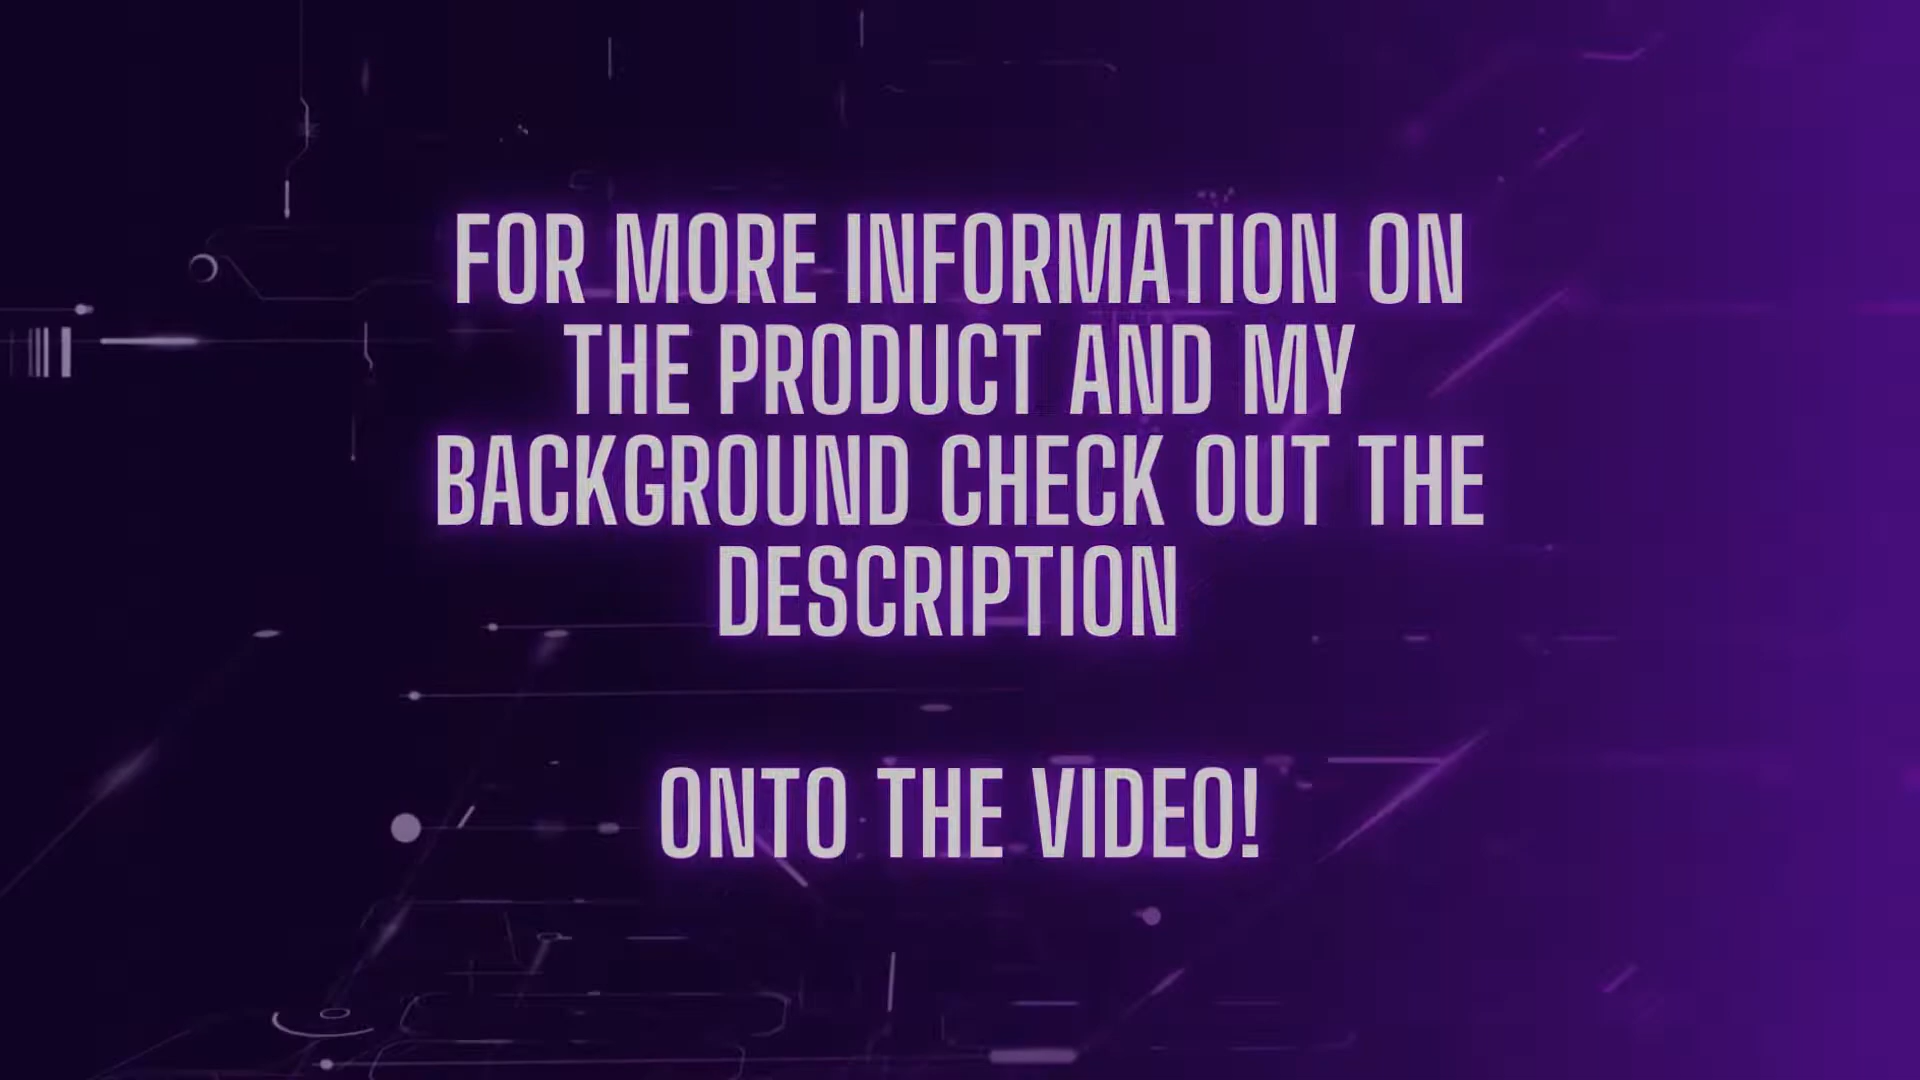 FOR MORE INFORMATION ON
THE PRODUCT AND MY
BACKGROUND CHECK OUT THE
DESCRIPTION
ONTO THE VIDEO!